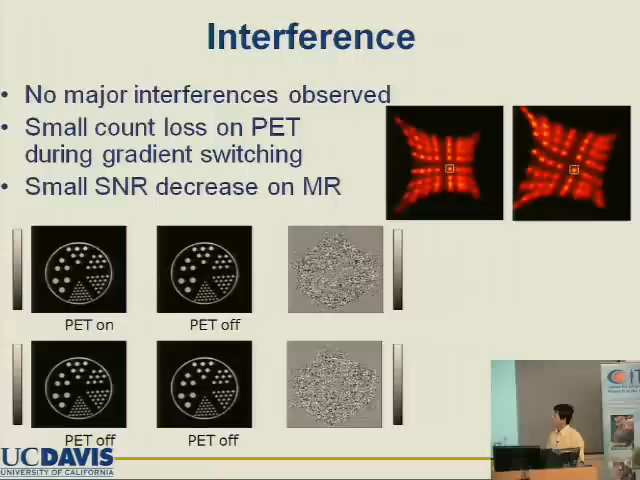 Interference
• No major interferences observed
• Small count loss on PET
during gradient switching
• Small SNR decrease on MR
PET on
PET off
PET off
PET off
UCDAVIS
UNIVERSITY OF CALIFORNIA
CIT